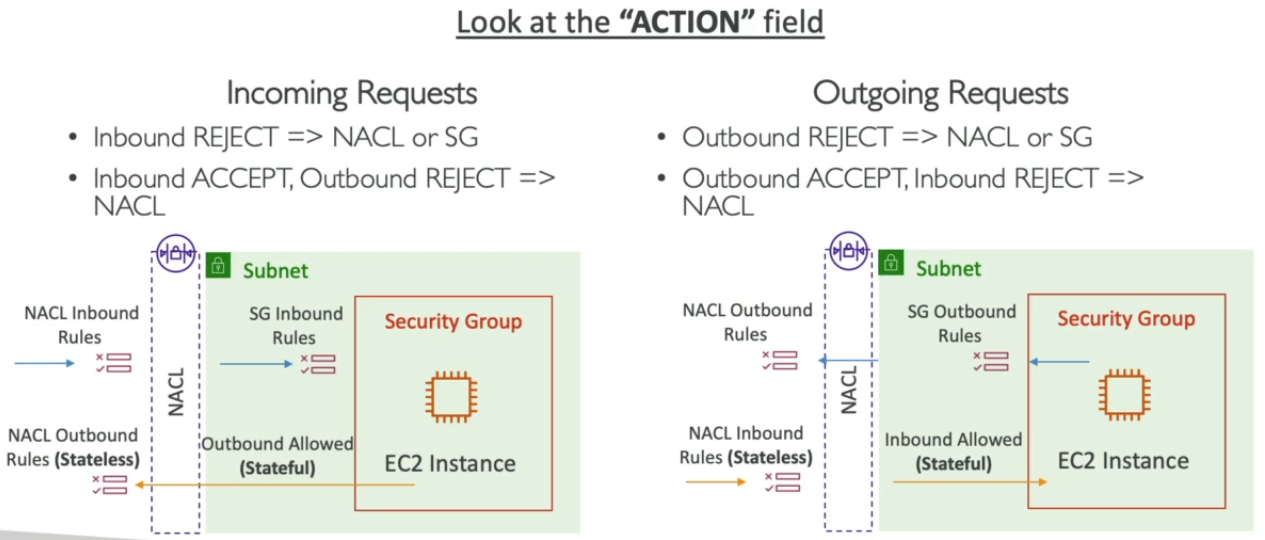 Look at the “ACTION” field
Incoming Requests
• Inbound REJECT => NACL or SG
• Inbound ACCEPT, Outbound REJECT =>
NACL
Subnet
NACL Inbound
Rules
SG Inbound
Rules
Security Group
NACL
NACL Outbound
Rules (Stateless)
Outbound Allowed
(Stateful)
EC2 Instance
Outgoing Requests
• Outbound REJECT => NACL or SG
• Outbound ACCEPT, Inbound REJECT =>
NACL
Subnet
NACL Outbound
Rules
SG Outbound
Rules
Security Group
NACL
NACL Inbound
Rules (Stateless)
Inbound Allowed
(Stateful)
EC2 Instance